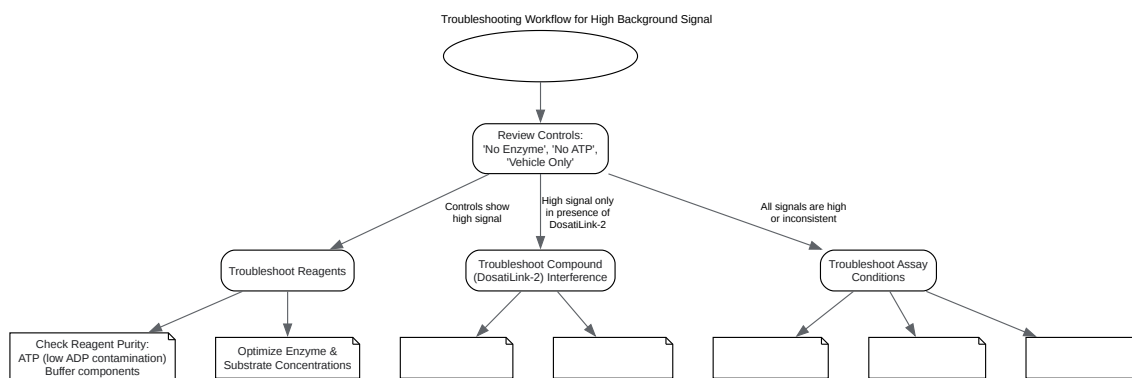 Troubleshooting Workflow for High Background Signal
Review Controls:
'No Enzyme', 'No ATP',
'Vehicle Only'
Controls show
high signal
High signal only
in presence of
DosatiLink-2
All signals are high
or inconsistent
Troubleshoot Reagents
Troubleshoot Compound
(DosatiLink-2) Interference
Troubleshoot Assay
Conditions
Check Reagent Purity:
ATP (low ADP contamination)
Buffer components
Optimize Enzyme &
Substrate Concentrations